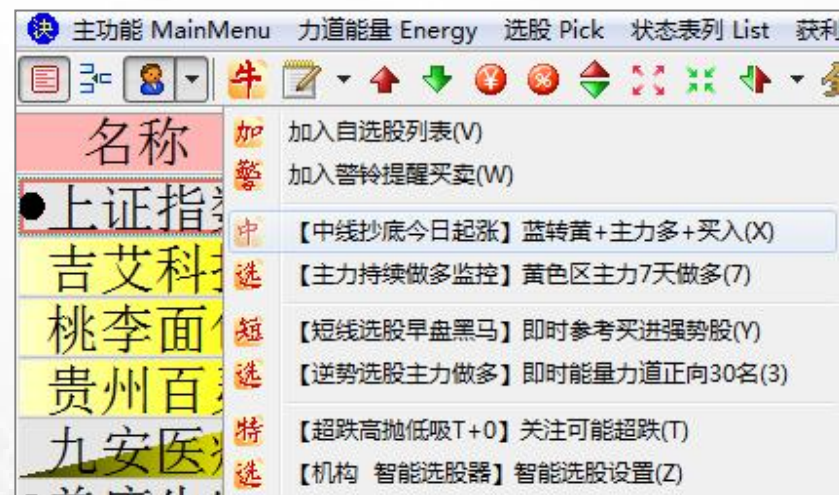 决 主功能 MainMenu 力道能量 Energy 选股 Pick 状态表列 List 获利
牛
名称
上证指数
吉艾科技
桃李面
贵州百
九安医
加 加入自选股列表(V)
警 加入警铃提醒买卖(W)
中 【中线抄底今日起涨】蓝转黄+主力多+买入(X)
选 【主力持续做多监控】黄色区主力7天做多(7)
短 【短线选股早盘黑马】即时参考买进强势股(Y)
选 【逆势选股主力做多】即时能量力道正向30名(3)
特 【超跌高抛低吸T+0】关注可能超跌(T)
选 【机构 智能选股器】智能选股设置(Z)